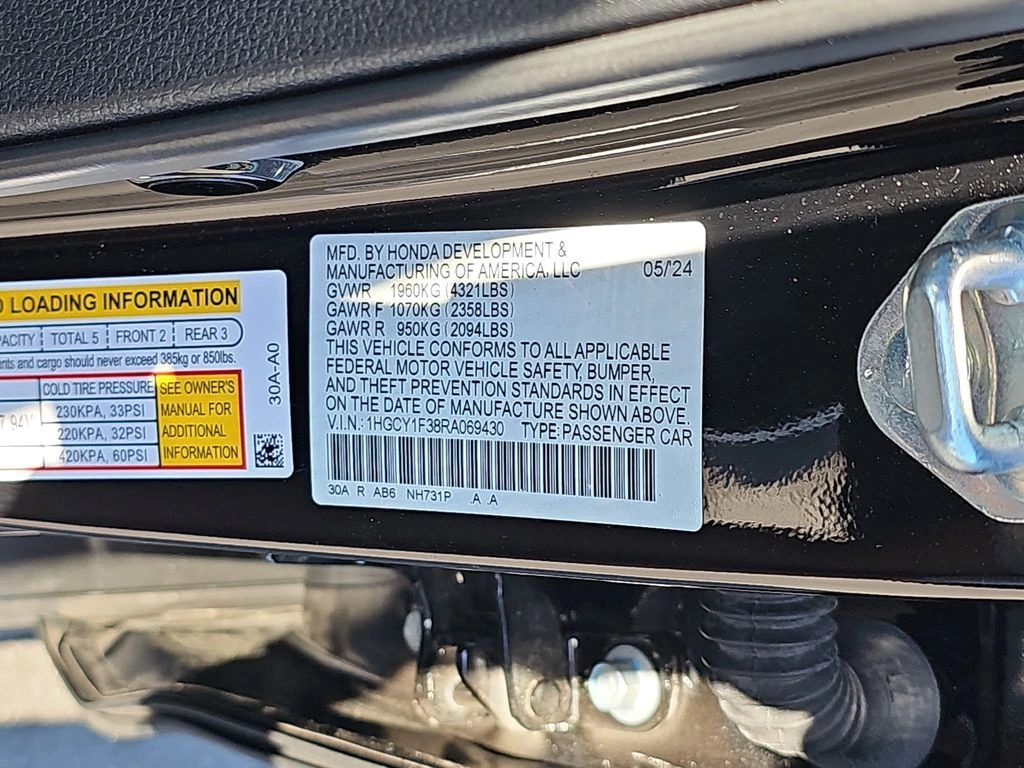 LOADING INFORMATION
TOTAL 5 FRONT 2 REAR 3
and cargo should never exceed 385kg or 850lbs.
COLD TIRE PRESSURE SEE OWNER'S
230KPA, 33PSI MANUAL FOR
220KPA, 32PSI ADDITIONAL
420KPA, 60PSI INFORMATION
30A-A0
MFD. BY HONDA DEVELOPMENT &
MANUFACTURING OF AMERICA, LLC 05/'24
GVWR 1960KG (4321LBS)
GAWR F 1070KG (2358LBS)
GAWR R 950KG (2094LBS)
THIS VEHICLE CONFORMS TO ALL APPLICABLE
FEDERAL MOTOR VEHICLE SAFETY, BUMPER,
AND THEFT PREVENTION STANDARDS IN EFFECT
ON THE DATE OF MANUFACTURE SHOWN ABOVE.
V.I.N.: 1HGCY1F38RA069430 TYPE: PASSENGER CAR
30A R AB6 NH731P .A .A